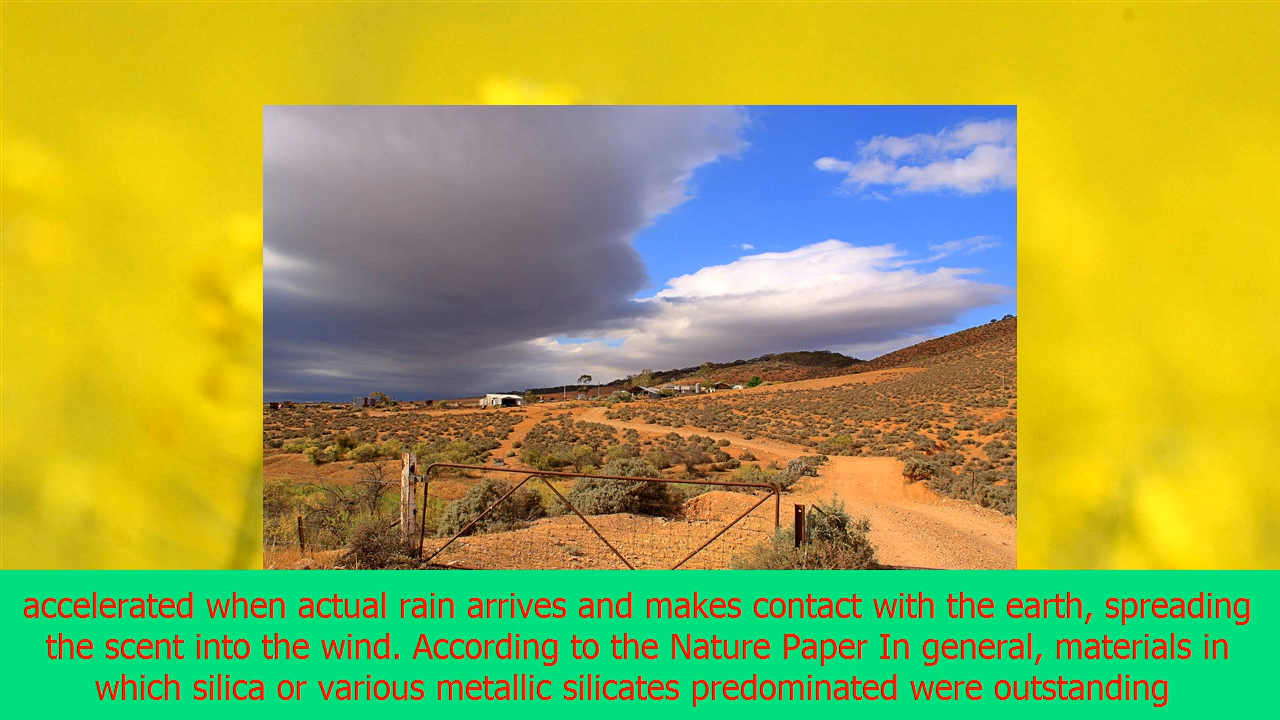 accelerated when actual rain arrives and makes contact with the earth, spreading
the scent into the wind. According to the Nature Paper In general, materials in
which silica or various metallic silicates predominated were outstanding